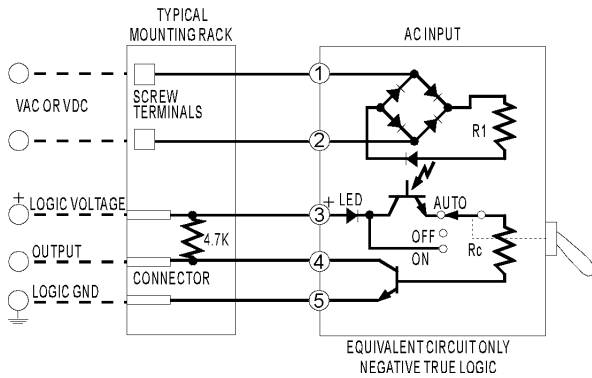 TYPICAL
MOUNTING RACK
AC INPUT
1
VAC OR VDC
SCREW
TERMINALS
2
R1
+
LOGIC VOLTAGE
3
+
LED
AUTO
4.7K
OFF
ON
Rc
OUTPUT
4
CONNECTOR
LOGIC GND
5
EQUIVALENT CIRCUIT ONLY
NEGATIVE TRUE LOGIC